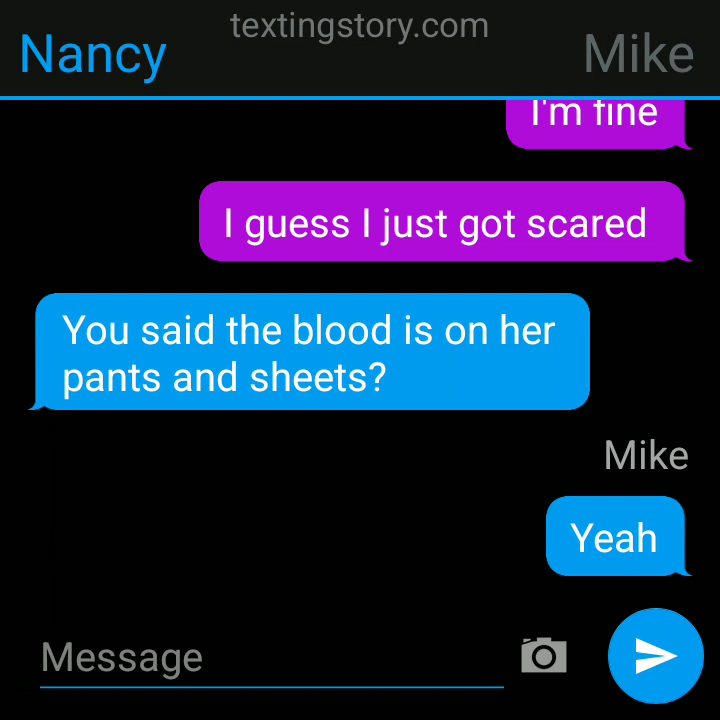 textingstory.com
Nancy
Mike
I'm fine
I guess I just got scared
You said the blood is on her
pants and sheets?
Mike
Yeah
Message